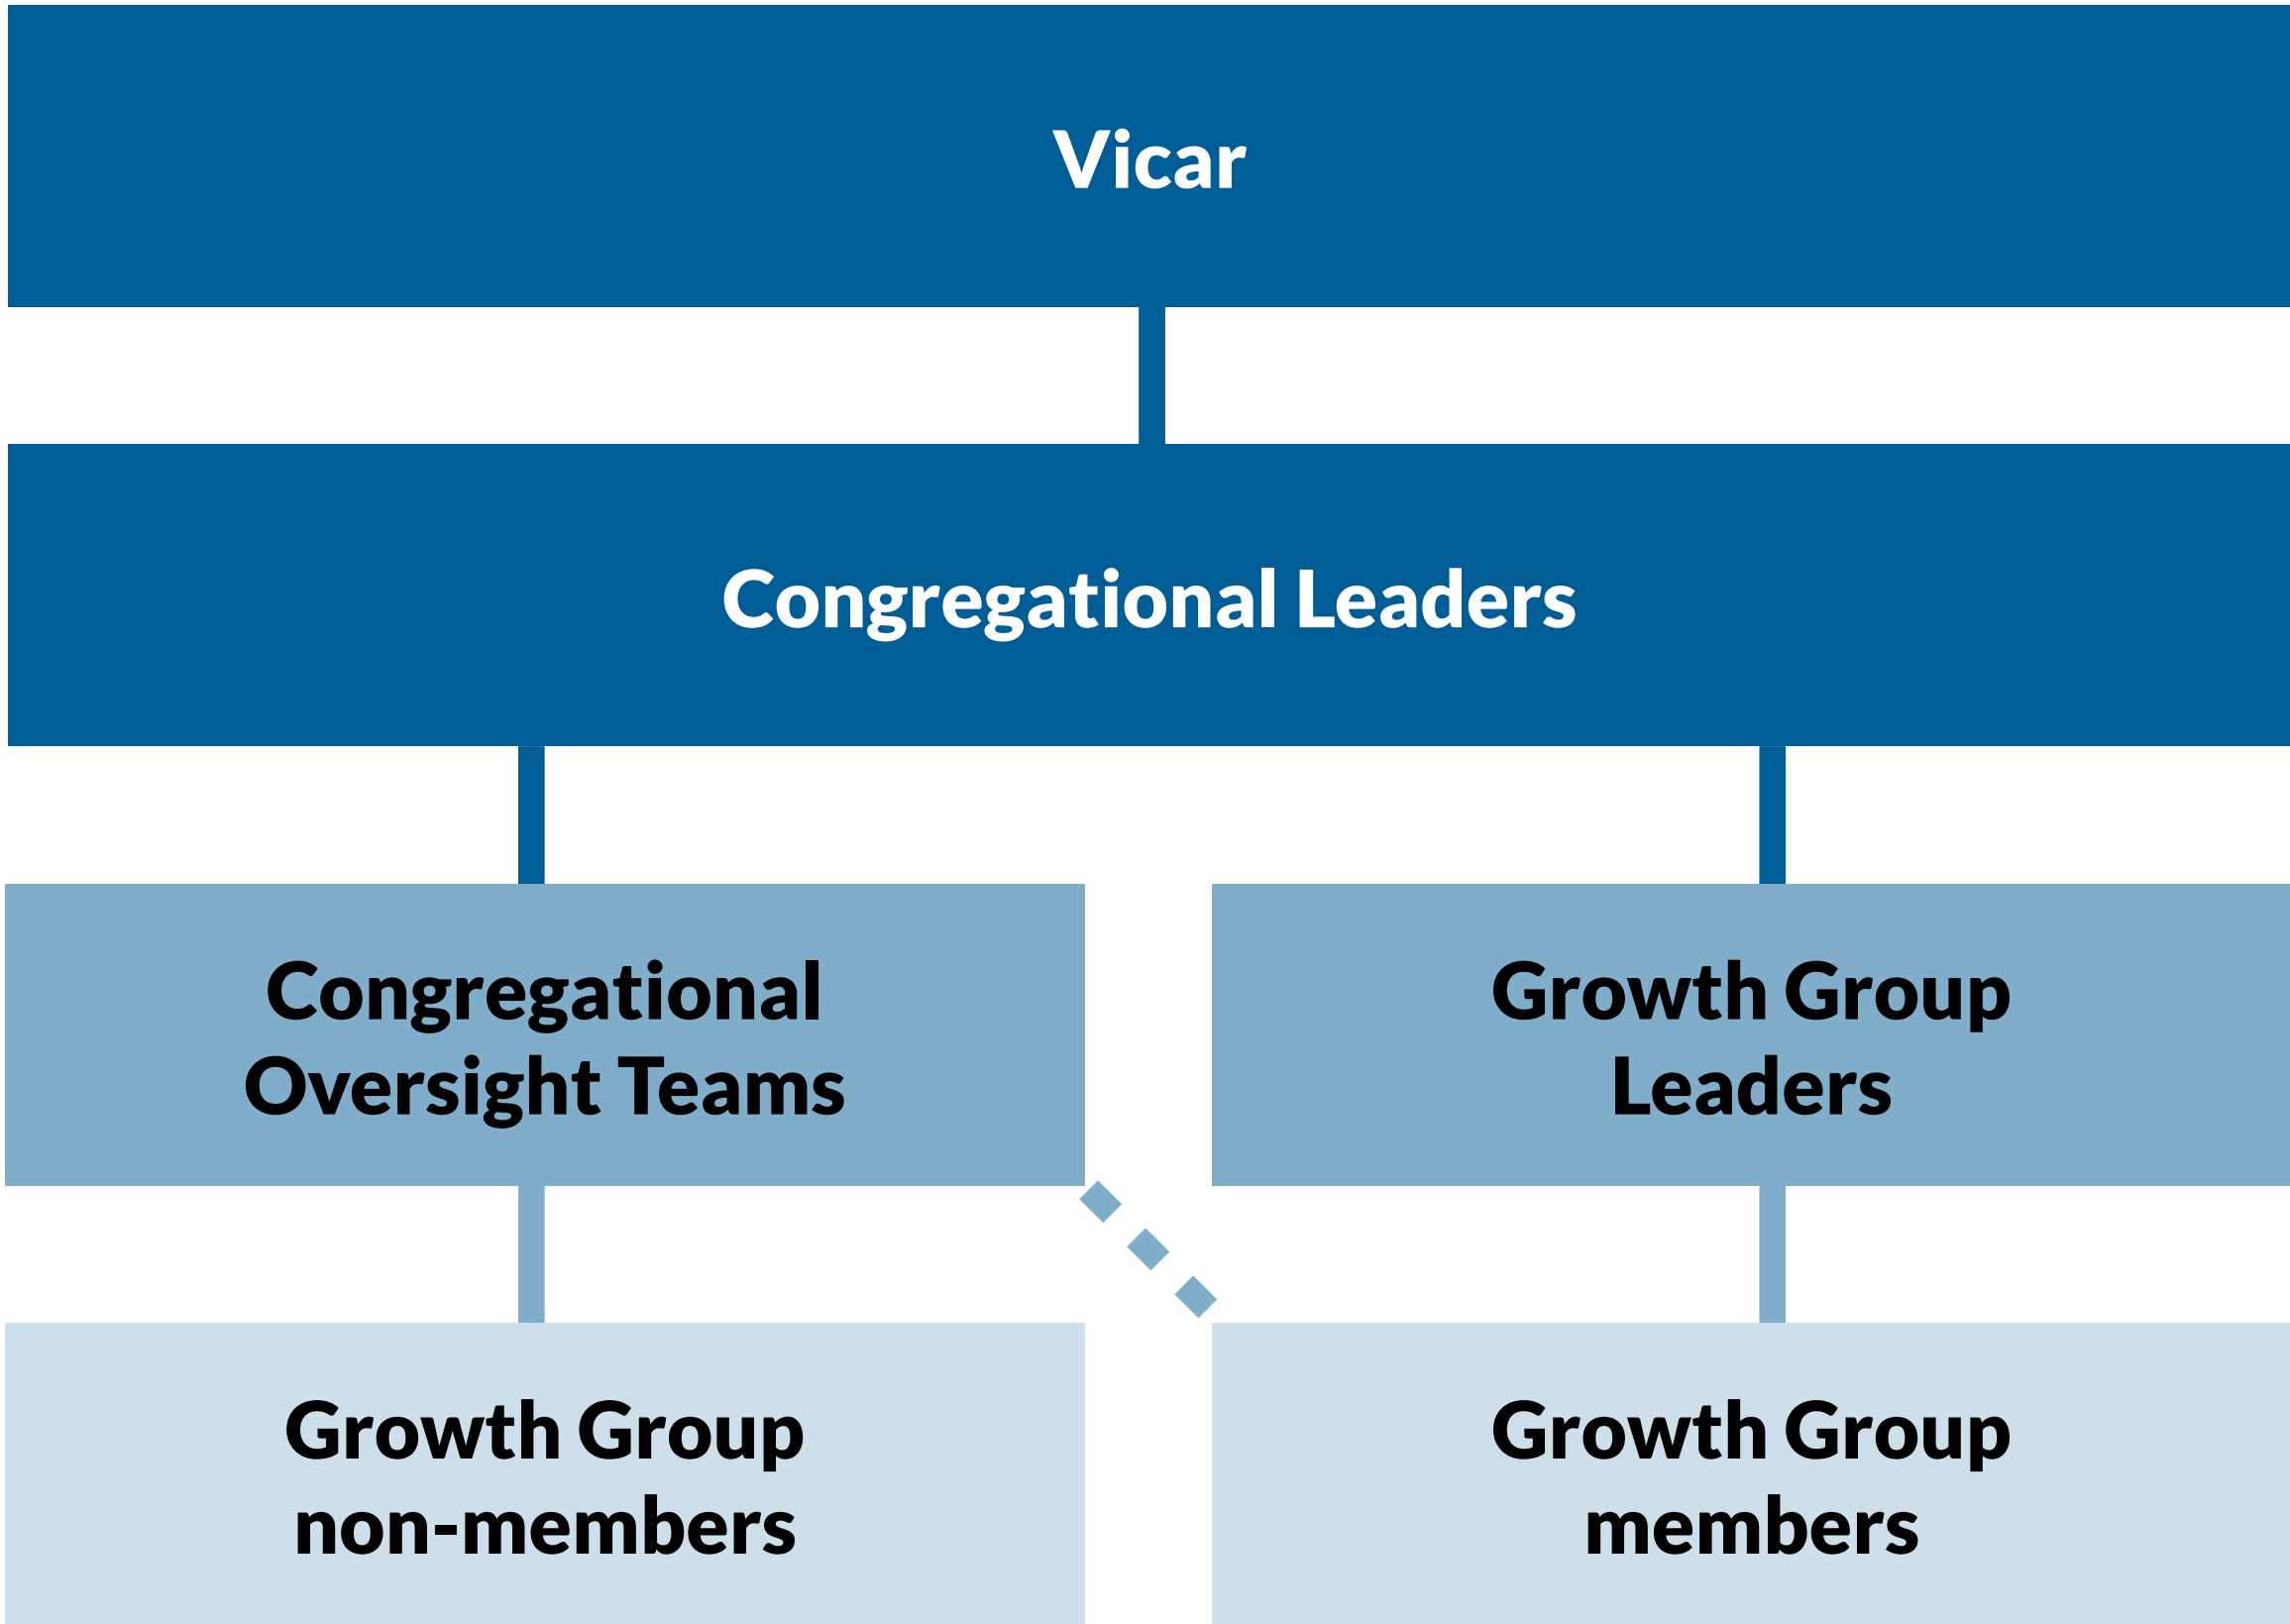 Vicar
Congregational Leaders
Congregational
Oversight Teams
Growth Group
Leaders
Growth Group
non-members
Growth Group
members